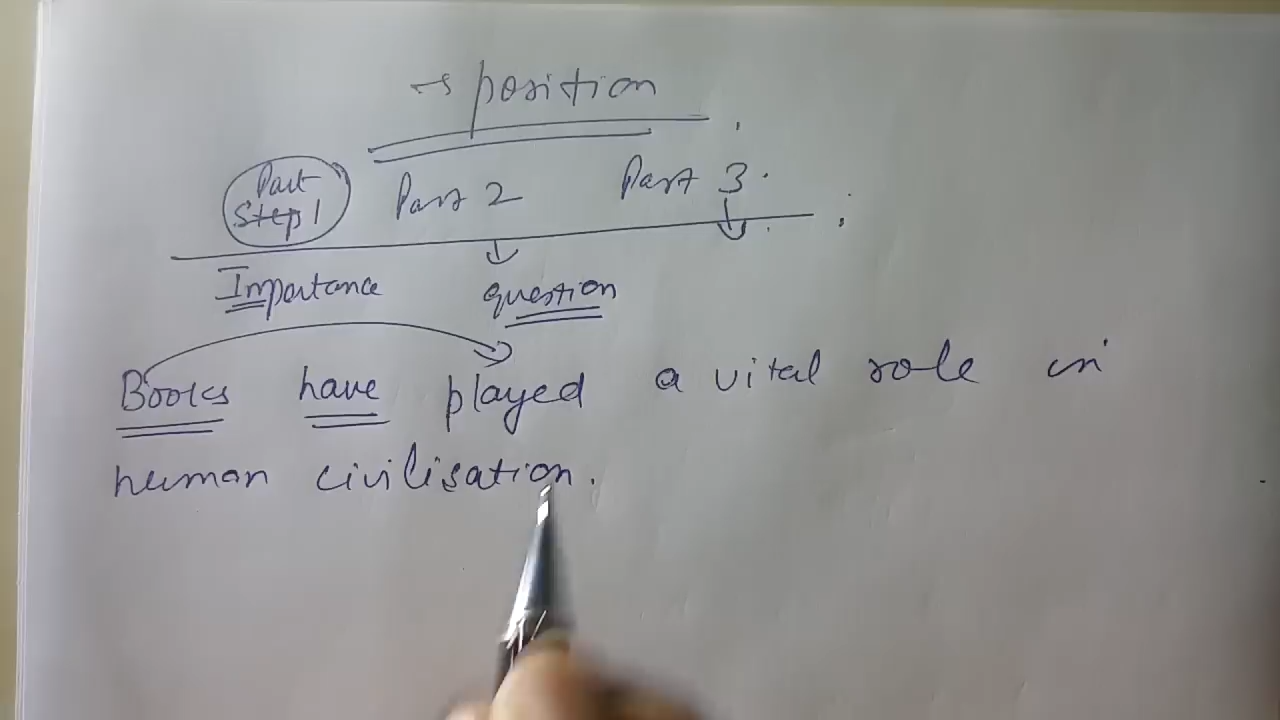 → position
Part Step 1 Part 2 Part 3.
Importance question
Books have played a vital role in
human civilisation.